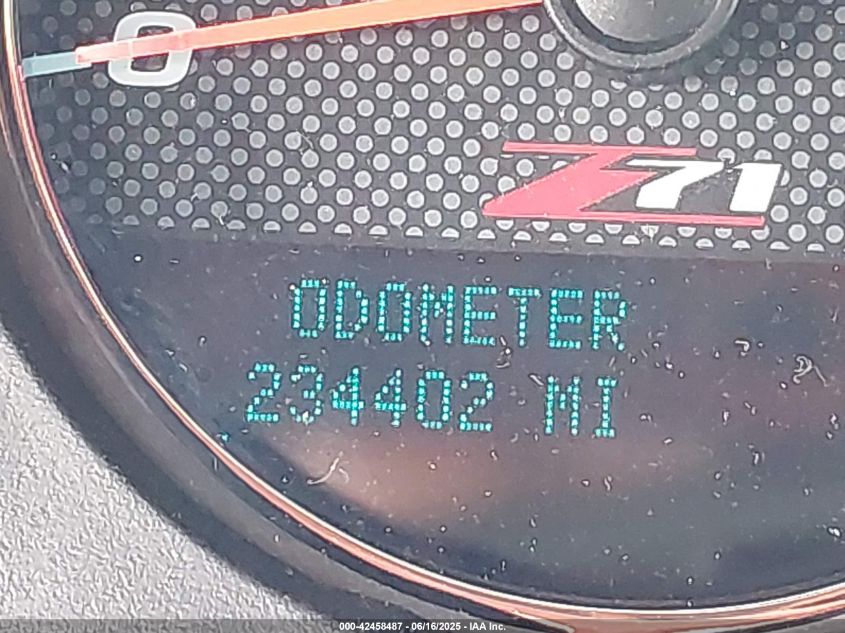 0
Z71
ODOMETER
234402 MI
000-42458487 - 06/16/2025 - IAA Inc.